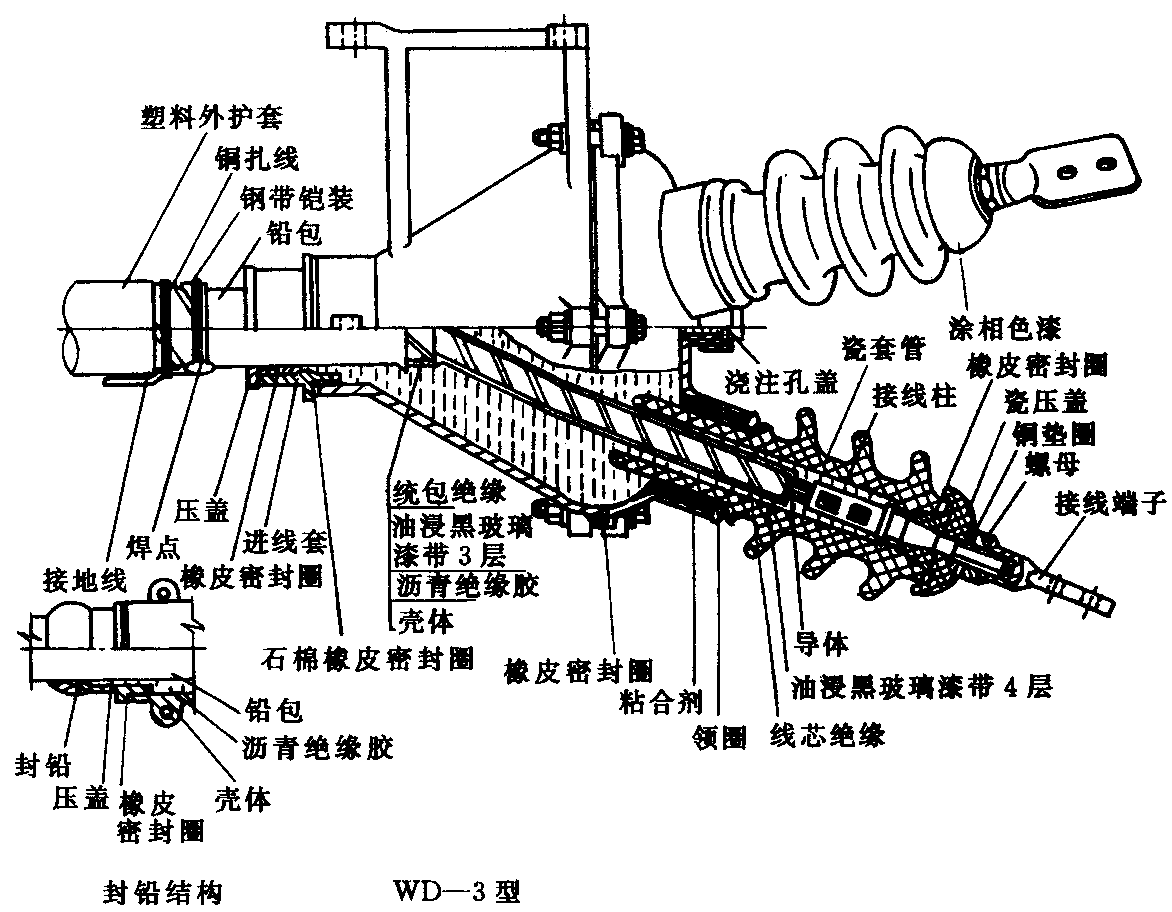 塑料外护套
铜扎线
钢带铠装
铅包
涂相色漆
瓷套管
橡皮密封圈
浇注孔盖
接线柱
瓷压盖
铜垫圈
螺母
接线端子
统包绝缘
油浸黑玻璃
漆带3层
沥青绝缘胶
壳体
压盖
进线套
焊点
橡皮密封圈
接地线
石棉橡皮密封圈
橡皮密封圈
粘合剂
领圈
线芯绝缘
导体
油浸黑玻璃漆带4层
铅包
沥青绝缘胶
封铅
压盖
橡皮
密封圈
壳体
封铅结构
WD—3型